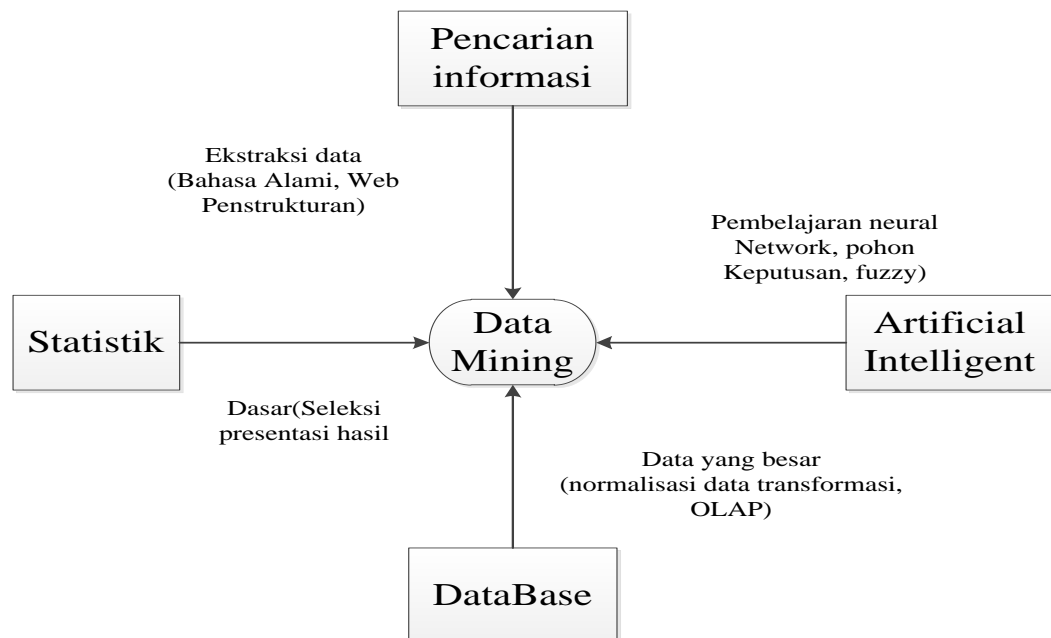 Pencarian
informasi
Ekstraksi data
(Bahasa Alami, Web
Penstrukturan)
Pembelajaran neural
Network, pohon
Keputusan, fuzzy)
Statistik
Data
Mining
Artificial
Intelligent
Dasar(Seleksi
presentasi hasil
Data yang besar
(normalisasi data transformasi,
OLAP)
DataBase